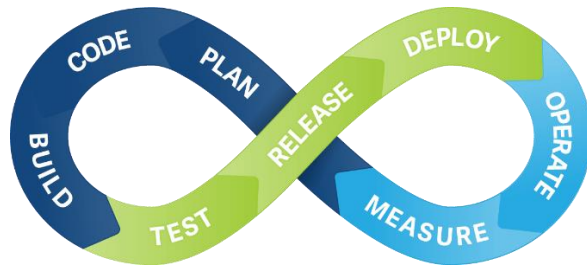 PLAN
CODE
BUILD
TEST
RELEASE
DEPLOY
OPERATE
MEASURE